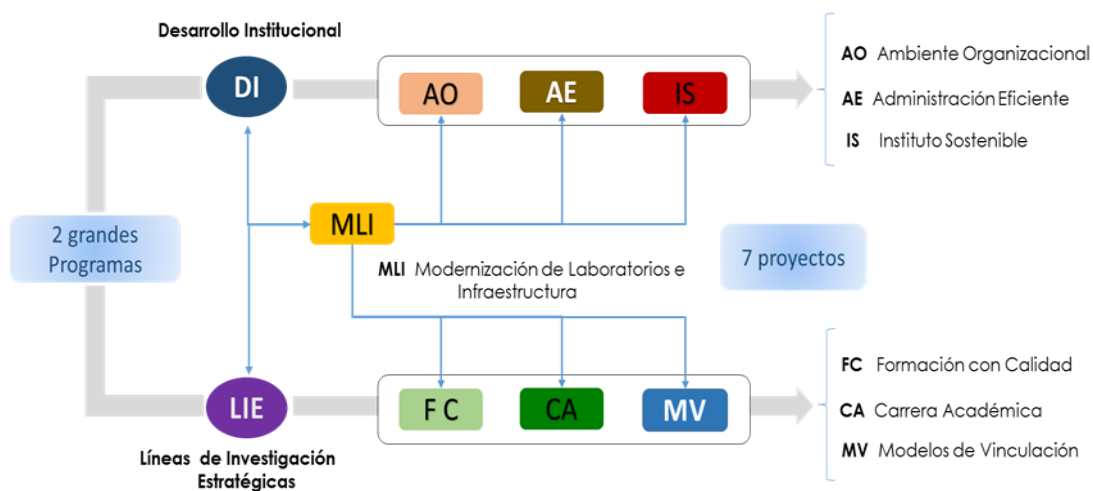 Desarrollo Institucional
DI
AO
AE
IS
AO Ambiente Organizacional
AE Administración Eficiente
IS Instituto Sostenible
2 grandes
Programas
MLI
MLI Modernización de Laboratorios e
Infraestructura
7 proyectos
LIE
Líneas de Investigación
Estratégicas
F C
CA
MV
FC Formación con Calidad
CA Carrera Académica
MV Modelos de Vinculación